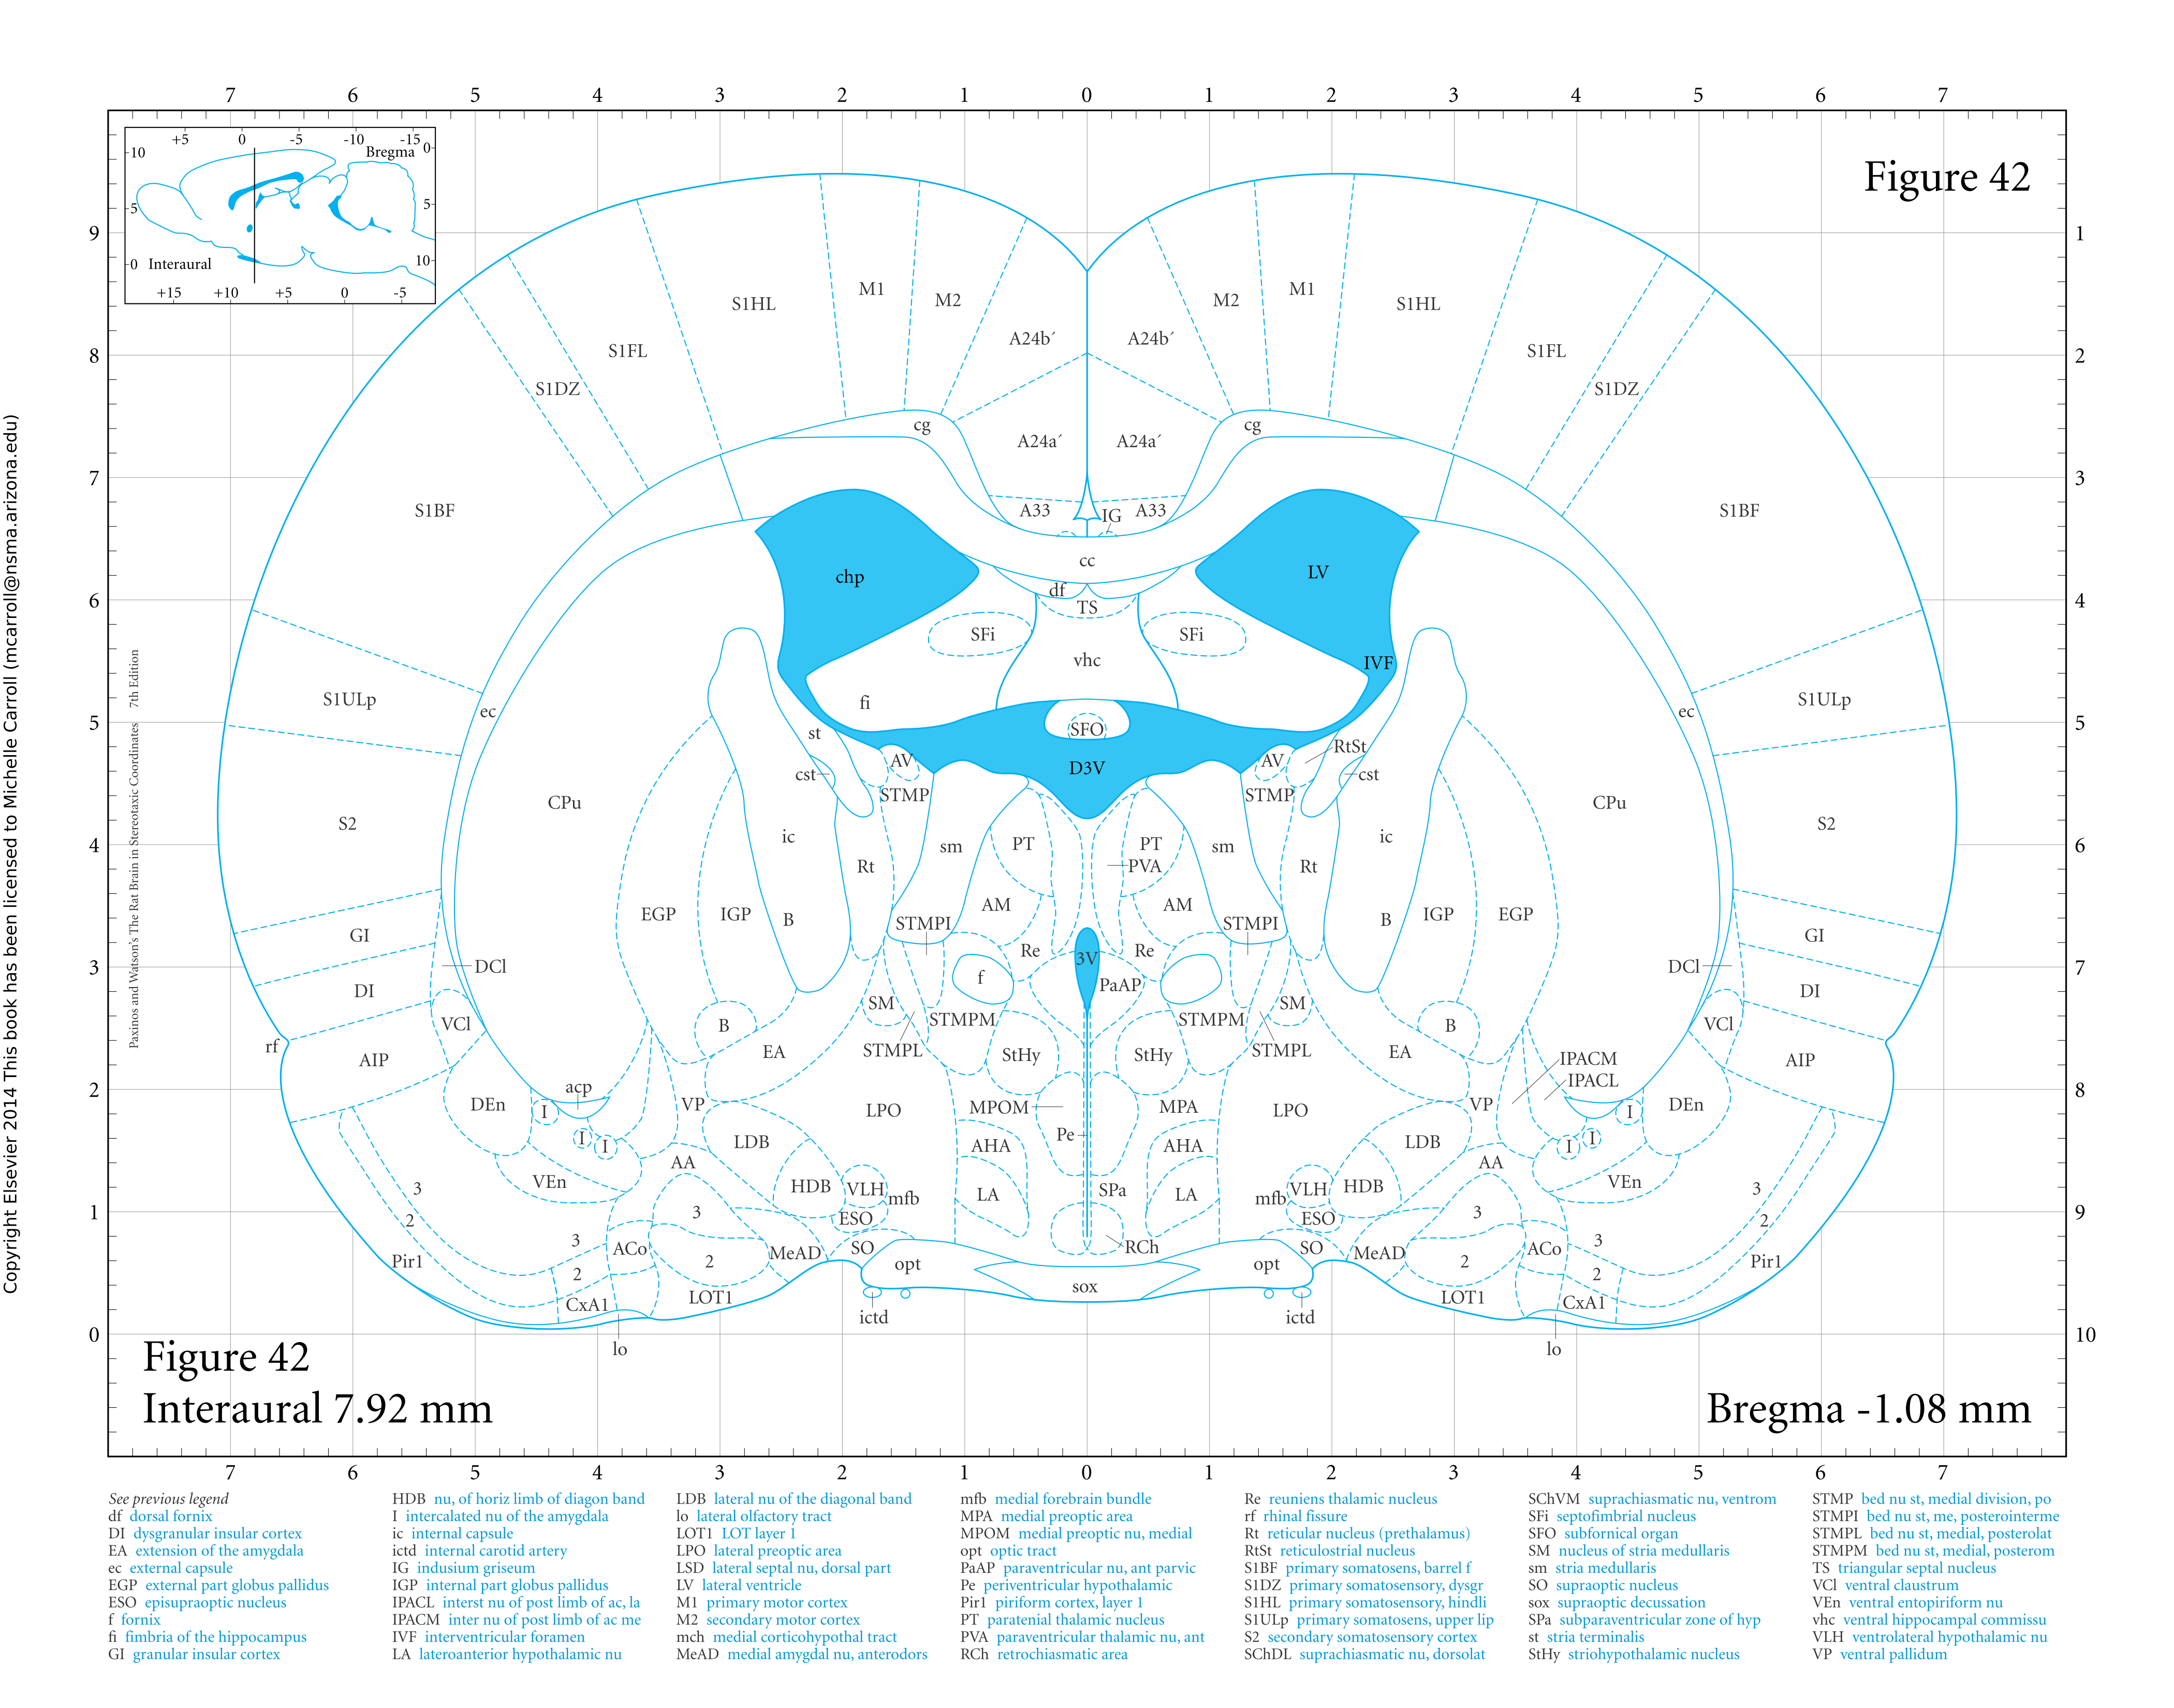 7 6 5 4 3 2 1 0 1 2 3 4 5 6 7
+5 0 -5 -10 -15
Bregma
0
10
5
5
10
0 Interaural
+15 +10 +5 0 -5
Figure 42
9 1
8 2
7 3
6 4
5 5
4 6
3 7
2 8
1 9
0 10
S1HL M1 M2 A24b´ A24b´ M2 M1 S1HL
S1FL S1FL
S1DZ S1DZ
cg A24a´ A24a´ cg
S1BF A33 IG A33 S1BF
cc
chp LV
df
TS
SFi SFi
vhc
IVF
S1ULp fi S1ULp
ec ec
SFO
st RtSt
AV D3V AV
cst cst
STMP STMP
CPu CPu
S2 S2
ic PT PT ic
sm sm
Rt PVA Rt
AM AM
EGP IGP B B IGP EGP
STMPI STMPI
GI GI
Re 3V Re
DCl DCl
f PaAP
DI DI
SM SM
VCl B STMPM STMPM B VCl
rf
STMPL STMPL
EA StHy StHy EA
AIP IPACM AIP
IPACL
acp
DEn I VP LPO MPOM MPA LPO VP I DEn
I I Pe I I
LDB AHA AHA LDB
AA AA
VEn HDB VLH mfb LA SPa LA mfb VLH HDB VEn
3 3 ESO ESO 3 3
2 2
3 ACo SO RCh SO ACo 3
Pir1 2 MeAD opt opt MeAD 2 Pir1
2 sox 2
CxA1 LOT1 LOT1 CxA1
ictd ictd
lo lo
Figure 42
Interaural 7.92 mm
Bregma -1.08 mm
7 6 5 4 3 2 1 0 1 2 3 4 5 6 7
Copyright Elsevier 2014 This book has been licensed to Michelle Carroll (mcarroll@nsma.arizona.edu)
Paxinos and Watson's The Rat Brain in Stereotaxic Coordinates 7th Edition
See previous legend
df dorsal fornix
DI dysgranular insular cortex
EA extension of the amygdala
ec external capsule
EGP external part globus pallidus
ESO episupraoptic nucleus
f fornix
fi fimbria of the hippocampus
GI granular insular cortex
HDB nu, of horiz limb of diagon band
I intercalated nu of the amygdala
ic internal capsule
ictd internal carotid artery
IG indusium griseum
IGP internal part globus pallidus
IPACL interst nu of post limb of ac, la
IPACM inter nu of post limb of ac me
IVF interventricular foramen
LA lateroanterior hypothalamic nu
LDB lateral nu of the diagonal band
lo lateral olfactory tract
LOT1 LOT layer 1
LPO lateral preoptic area
LSD lateral septal nu, dorsal part
LV lateral ventricle
M1 primary motor cortex
M2 secondary motor cortex
mch medial corticohypothal tract
MeAD medial amygdal nu, anterodors
mfb medial forebrain bundle
MPA medial preoptic area
MPOM medial preoptic nu, medial
opt optic tract
PaAP paraventricular nu, ant parvic
Pe periventricular hypothalamic
Pir1 piriform cortex, layer 1
PT paratenial thalamic nucleus
PVA paraventricular thalamic nu, ant
RCh retrochiasmatic area
Re reuniens thalamic nucleus
rf rhinal fissure
Rt reticular nucleus (prethalamus)
RtSt reticulostrial nucleus
S1BF primary somatosens, barrel f
S1DZ primary somatosensory, dysgr
S1HL primary somatosensory, hindli
S1ULp primary somatosens, upper lip
S2 secondary somatosensory cortex
SChDL suprachiasmatic nu, dorsolat
SChVM suprachiasmatic nu, ventrom
SFi septofimbrial nucleus
SFO subfornical organ
SM nucleus of stria medullaris
sm stria medullaris
SO supraoptic nucleus
sox supraoptic decussation
SPa subparaventricular zone of hyp
st stria terminalis
StHy striohypothalamic nucleus
STMP bed nu st, medial division, po
STMPI bed nu st, me, posterointerme
STMPL bed nu st, medial, posterolat
STMPM bed nu st, medial, posterom
TS triangular septal nucleus
VCl ventral claustrum
VEn ventral entopiriform nu
vhc ventral hippocampal commissu
VLH ventrolateral hypothalamic nu
VP ventral pallidum